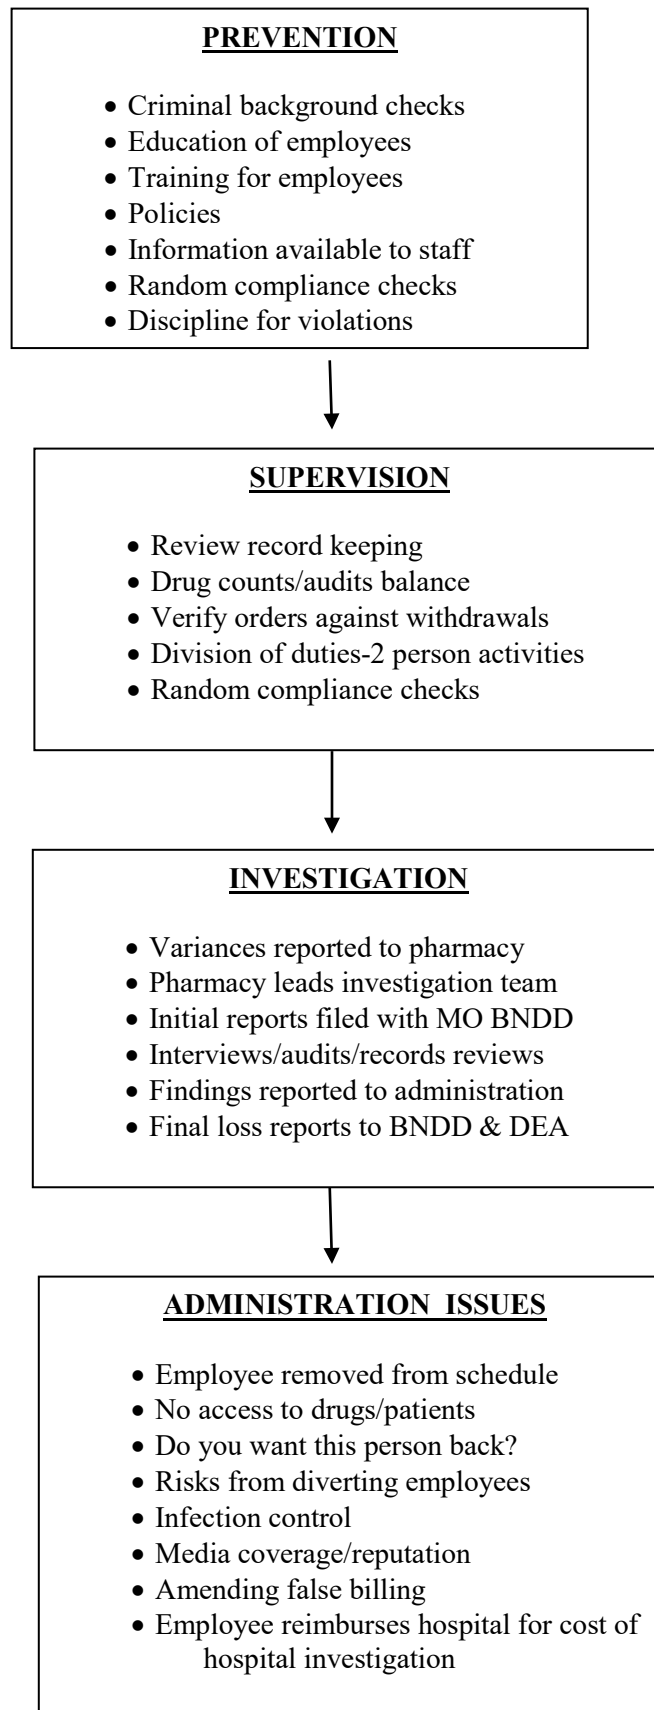 PREVENTION
• Criminal background checks
• Education of employees
• Training for employees
• Policies
• Information available to staff
• Random compliance checks
• Discipline for violations
SUPERVISION
• Review record keeping
• Drug counts/audits balance
• Verify orders against withdrawals
• Division of duties-2 person activities
• Random compliance checks
INVESTIGATION
• Variances reported to pharmacy
• Pharmacy leads investigation team
• Initial reports filed with MO BNDD
• Interviews/audits/records reviews
• Findings reported to administration
• Final loss reports to BNDD & DEA
ADMINISTRATION ISSUES
• Employee removed from schedule
• No access to drugs/patients
• Do you want this person back?
• Risks from diverting employees
• Infection control
• Media coverage/reputation
• Amending false billing
• Employee reimburses hospital for cost of
hospital investigation